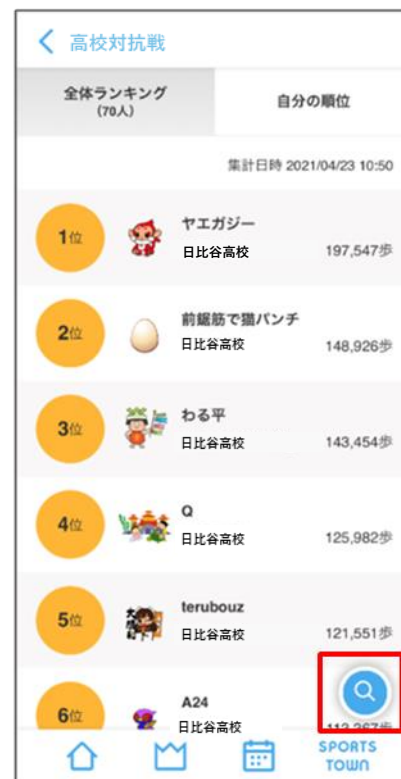 高校対抗戦
全体ランキング
(70人)
自分の順位
集計日時 2021/04/23 10:50
1位
ヤエガジー
日比谷高校
197,547歩
2位
前鋸筋で猫パンチ
日比谷高校
148,926歩
3位
わる平
日比谷高校
143,454歩
4位
Q
日比谷高校
125,982歩
5位
terubouz
日比谷高校
121,551歩
6位
A24
日比谷高校
SPORTS
TOWN